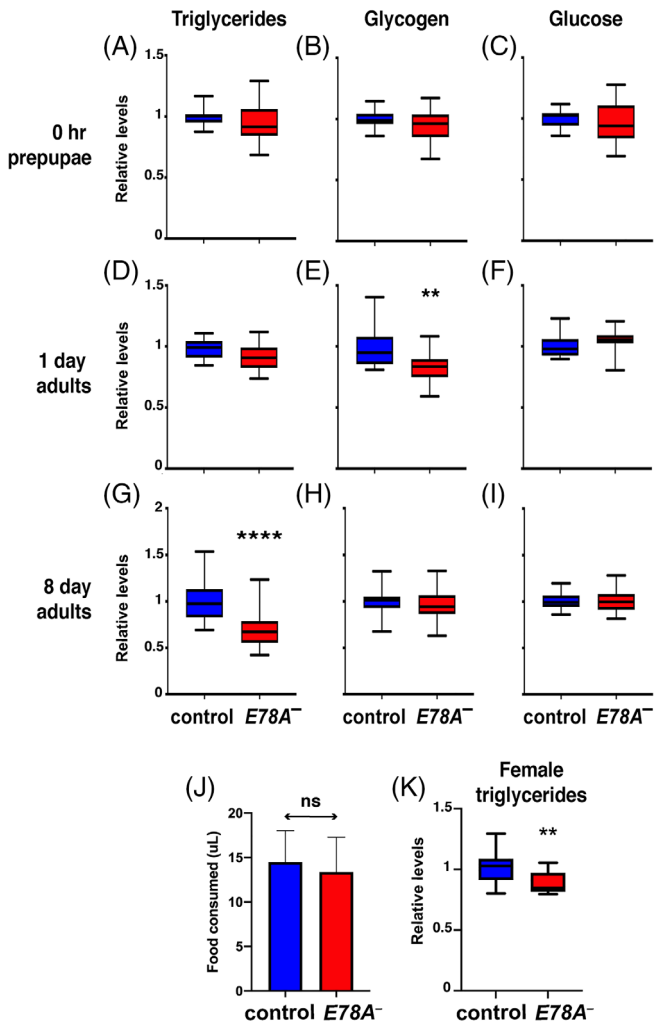 Triglycerides Glycogen Glucose
(A) (B) (C)
0 hr
prepupae
Relative levels
1.5
1
0.5
0
(D) (E) (F)
1 day
adults
Relative levels
1.5
1
0.5
0
**
(G) (H) (I)
8 day
adults
Relative levels
2
1.5
1
0.5
0
****
control E78A– control E78A– control E78A–
(J)
ns
Food consumed (uL)
20
15
10
5
0
control E78A–
(K)
Female
triglycerides
Relative levels
1.5
1
0.5
0
**
control E78A–